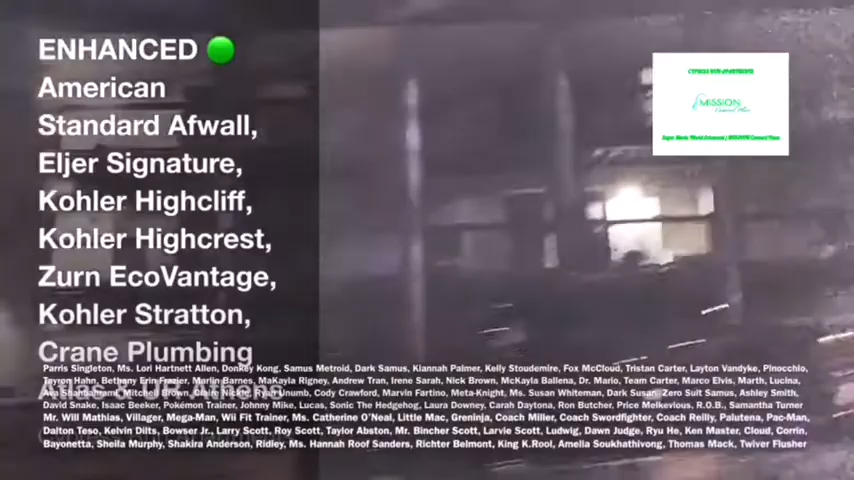 ENHANCED
American
Standard Afwall,
Eljer Signature,
Kohler Highcliff,
Kohler Highcrest,
Zurn EcoVantage,
Kohler Stratton,
Crane Plumbing
Atlas & UR Athens
CYPRESS RUN APARTMENTS
MISSION
Parris Singleton, Ms. Lori Hartnett Allen, Donkey Kong, Samus Metroid, Dark Samus, Kiannah Palmer, Kelly Stoudemire, Fox McCloud, Tristan Carter, Layton Vandyke, Pinocchio,
Tayron Hahn, Bethany Erin Frazer, Marlin Barnes, MaKayla Rigney, Andrew Tran, Irene Sarah, Nick Brown, McKayla Ballena, Dr. Mario, Team Carter, Marco Elvis, Marth, Lucina,
Brown, Cody Crawford, Marvin Fartino, Meta-Knight, Ms. Susan Whiteman, Dark Susan, Zero Suit Samus, Ashley Smith,
David Snake, Isaac Beeker, Pokémon Trainer, Johnny Mike, Lucas, Sonic The Hedgehog, Laura Downey, Carah Daytona, Ron Butcher, Price Melkevious, R.O.B., Samantha Turner
Mr. Will Mathias, Villager, Mega-Man, Wii Fit Trainer, Ms. Catherine O'Neal, Little Mac, Greninja, Coach Miller, Coach Swordfighter, Coach Reilly, Palutena, Pac-Man,
Dalton Teso, Kelvin Dilts, Bowser Jr., Larry Scott, Roy Scott, Taylor Abston, Mr. Bincher Scott, Larvie Scott, Ludwig, Dawn Judge, Ryu He, Ken Master, Cloud, Corrin,
Bayonetta, Sheila Murphy, Shakira Anderson, Ridley, Ms. Hannah Roof Sanders, Richter Belmont, King K.Rool, Amelia Soukhathivong, Thomas Mack, Twiver Flusher